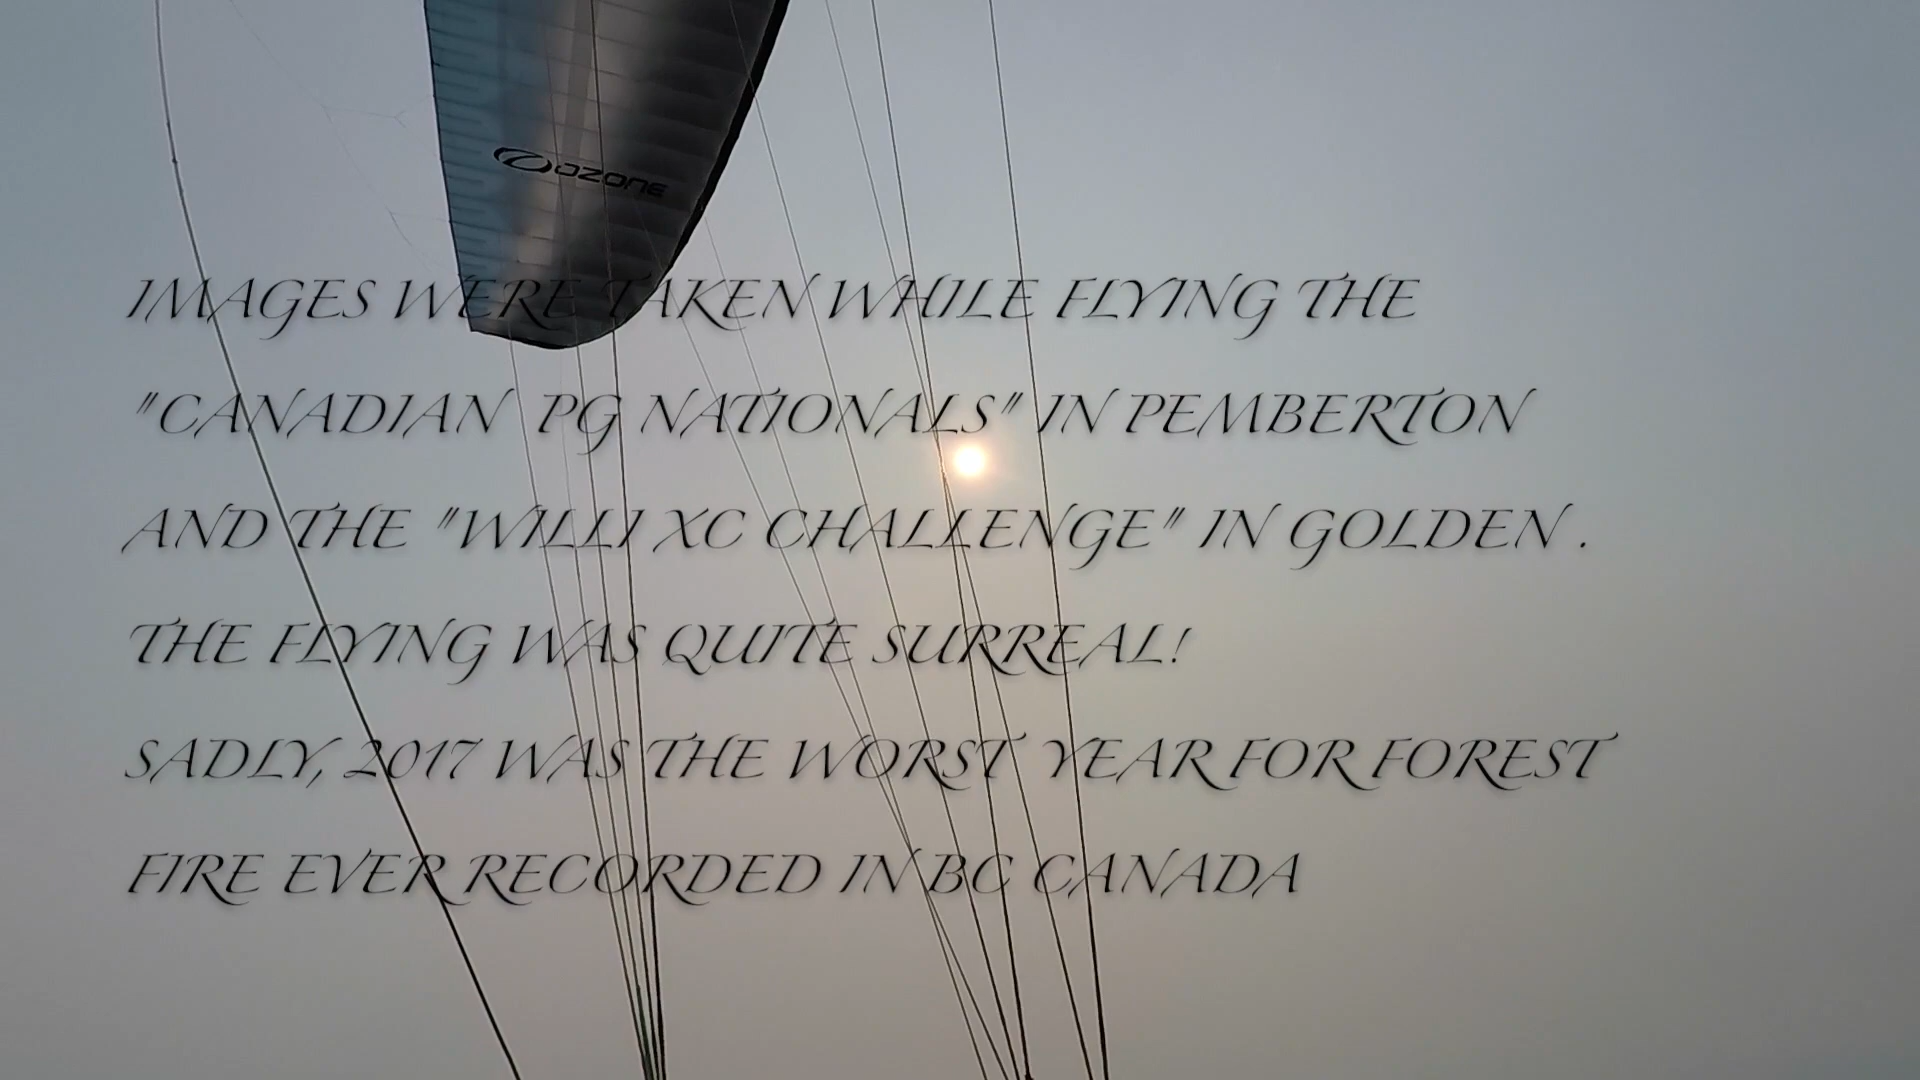 OZONE
IMAGES WERE TAKEN WHILE FLYING THE
"CANADIAN PG NATIONALS" IN PEMBERTON
AND THE "WILLI XC CHALLENGE" IN GOLDEN .
THE FLYING WAS QUITE SURREAL!
SADLY, 2017 WAS THE WORST YEAR FOR FOREST
FIRE EVER RECORDED IN BC CANADA